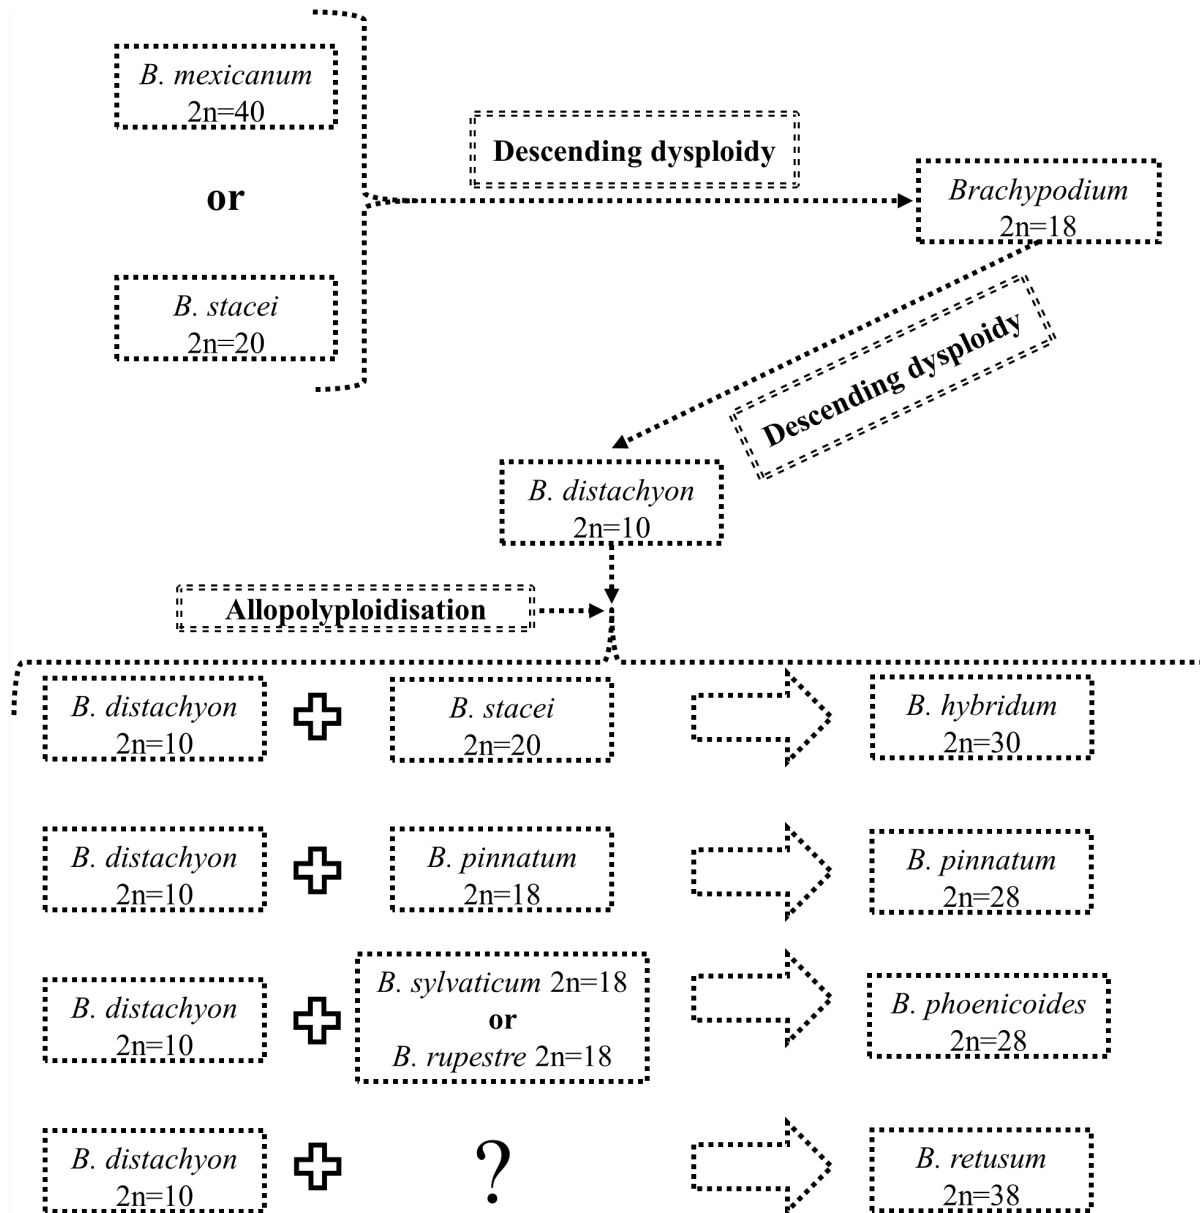 B. mexicanum
2n=40
or
B. stacei
2n=20
Descending dysploidy
Brachypodium
2n=18
Descending dysploidy
B. distachyon
2n=10
Allopolyploidisation
B. distachyon
2n=10
B. stacei
2n=20
B. hybridum
2n=30
B. distachyon
2n=10
B. pinnatum
2n=18
B. pinnatum
2n=28
B. distachyon
2n=10
B. sylvaticum 2n=18
or
B. rupestre 2n=18
B. phoenicoides
2n=28
B. distachyon
2n=10
?
B. retusum
2n=38